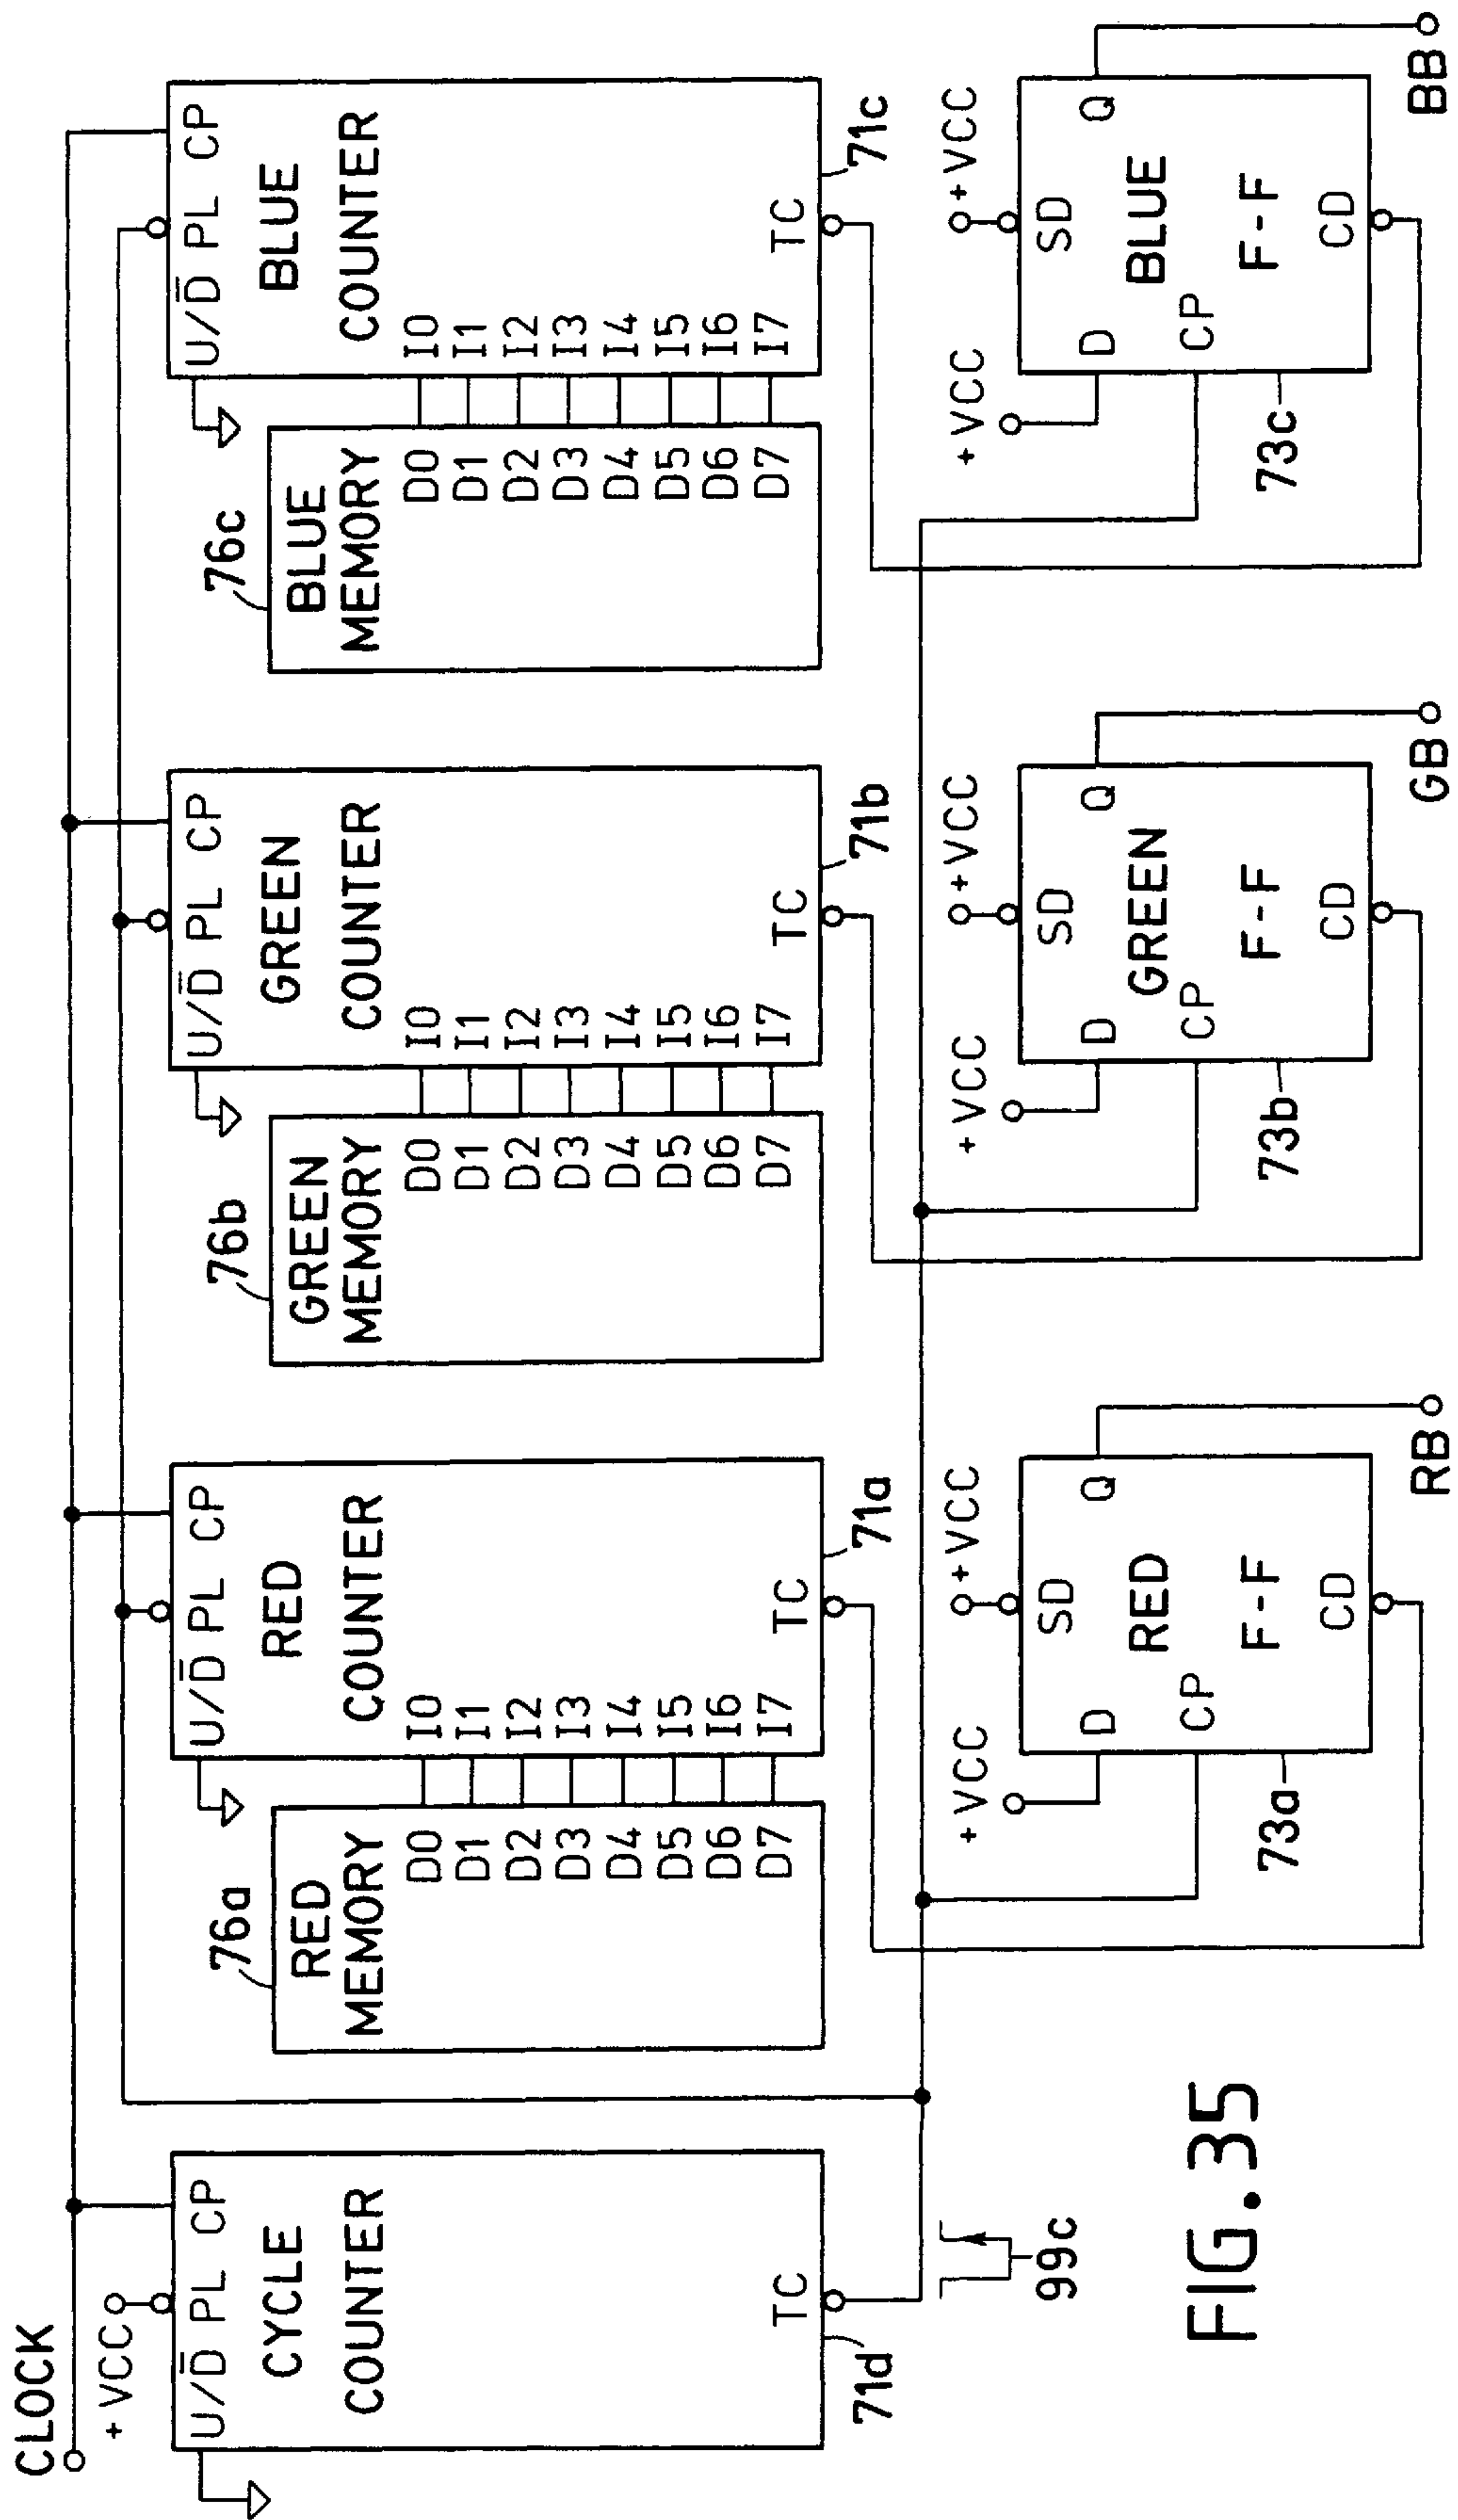 CLOCK
+VCC
U/D̅ PL CP
CYCLE
COUNTER
TC
71d
99c
76a
RED
MEMORY
D0
D1
D2
D3
D4
D5
D6
D7
U/D̅ PL CP
RED
COUNTER
I0
I1
I2
I3
I4
I5
I6
I7
TC
71a
76b
GREEN
MEMORY
D0
D1
D2
D3
D4
D5
D6
D7
U/D̅ PL CP
GREEN
COUNTER
I0
I1
I2
I3
I4
I5
I6
I7
TC
71b
76c
BLUE
MEMORY
D0
D1
D2
D3
D4
D5
D6
D7
U/D̅ PL CP
BLUE
COUNTER
I0
I1
I2
I3
I4
I5
I6
I7
TC
71c
+VCC
+VCC
SD
D
Q
RED
CP
F-F
CD
73a
RB
+VCC
+VCC
SD
D
Q
GREEN
CP
F-F
CD
73b
GB
+VCC
+VCC
SD
D
Q
BLUE
CP
F-F
CD
73c
BB
FIG. 35